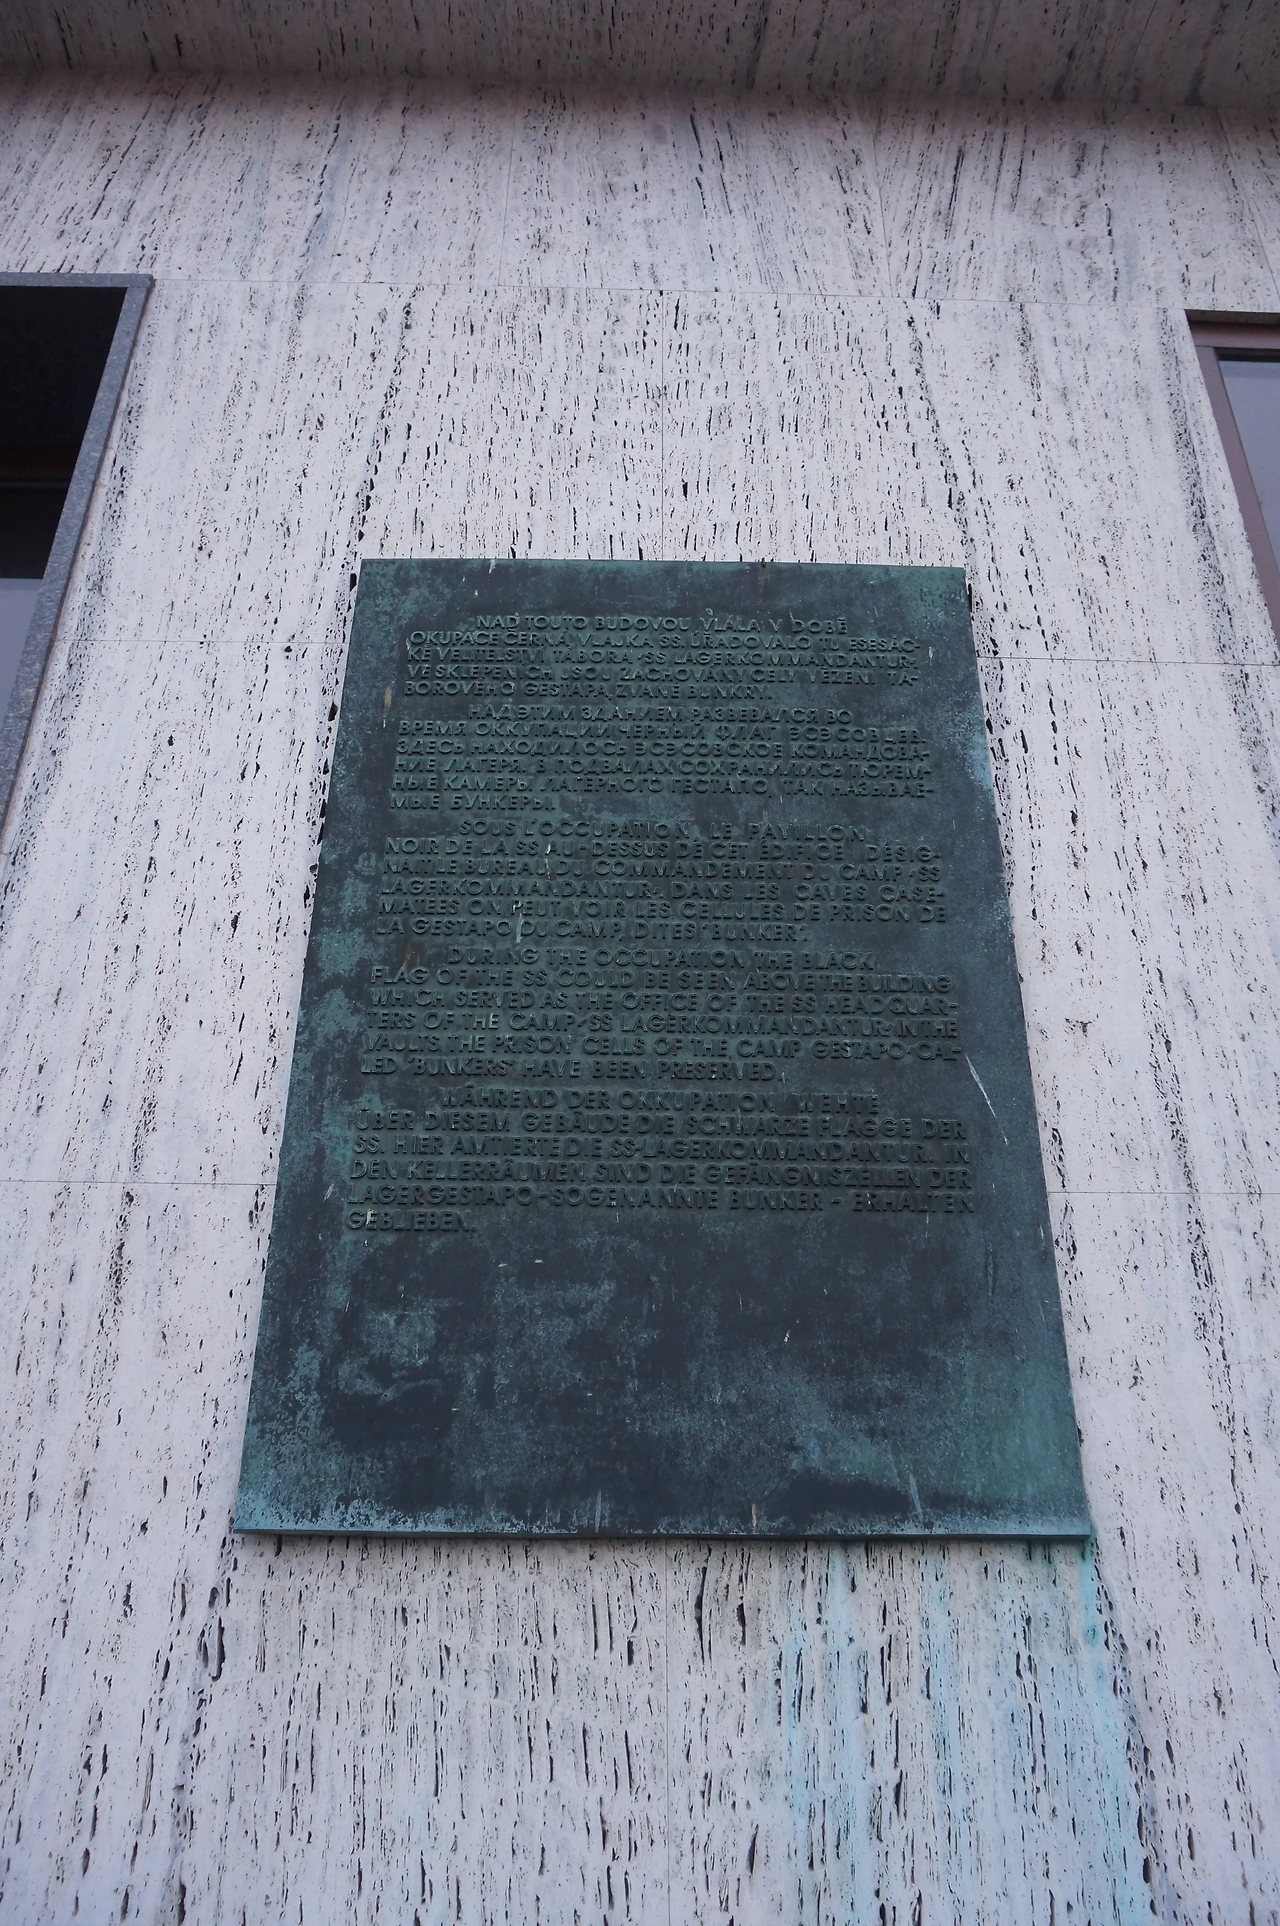 NAD TOUTO BUDOVOU VLÁLA V DOBĚ
OKUPACE ČERNÁ VLAJKA SS. ÚŘADOVALO TU ESESÁC-
KÉ VELITELSTVÍ TÁBORA "SS LAGERKOMMANDANTUR".
VE SKLEPENÍCH JSOU ZACHOVÁNY CELY VĚZENÍ TÁ-
BOROVÉHO GESTAPA, ZVANÉ BUNKRY.
НАД ЭТИМ ЗДАНИЕМ РАЗВЕВАЛСЯ ВО
ВРЕМЯ ОККУПАЦИИ ЧЕРНЫЙ ФЛАГ ЭСЭСОВЦЕВ.
ЗДЕСЬ НАХОДИЛОСЬ ЭСЭСОВСКОЕ КОМАНДОВА-
НИЕ ЛАГЕРЯ. В ПОДВАЛАХ СОХРАНИЛИСЬ ТЮРЕМ-
НЫЕ КАМЕРЫ ЛАГЕРНОГО ГЕСТАПО, ТАК НАЗЫВАЕ-
МЫЕ БУНКЕРЫ.
SOUS L'OCCUPATION, LE PAVILLON
NOIR DE LA SS AU-DESSUS DE CET ÉDIFICE DÉSIG-
NAIT LE BUREAU DU COMMANDEMENT DU CAMP "SS
LAGERKOMMANDANTUR". DANS LES CAVES CASE-
MATÉES ON PEUT VOIR LES CELLULES DE PRISON DE
LA GESTAPO DU CAMP, DITES "BUNKER".
DURING THE OCCUPATION THE BLACK
FLAG OF THE SS COULD BE SEEN ABOVE THE BUILDING
WHICH SERVED AS THE OFFICE OF THE SS HEADQUAR-
TERS OF THE CAMP "SS LAGERKOMMANDANTUR". IN THE
VAULTS THE PRISON CELLS OF THE CAMP GESTAPO CAL-
LED "BUNKERS" HAVE BEEN PRESERVED.
WÄHREND DER OKKUPATION WEHTE
ÜBER DIESEM GEBÄUDE DIE SCHWARZE FLAGGE DER
SS. HIER AMTIERTE DIE SS-LAGERKOMMANDANTUR. IN
DEN KELLERRÄUMEN SIND DIE GEFÄNGNISZELLEN DER
LAGERGESTAPO - SOGENANNTE BUNKER - ERHALTEN
GEBLIEBEN.